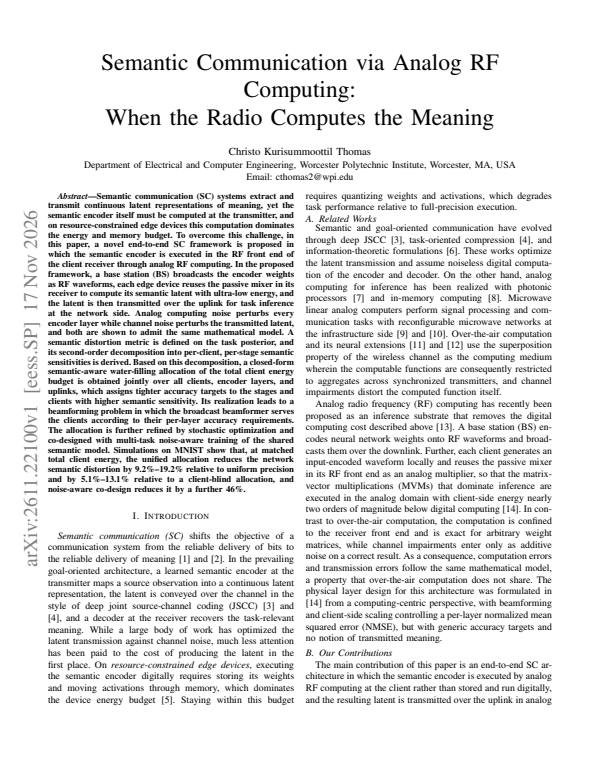 Semantic Communication via Analog RF
Computing:
When the Radio Computes the Meaning
Christo Kurisummoottil Thomas
Department of Electrical and Computer Engineering, Worcester Polytechnic Institute, Worcester, MA, USA
Email: cthomas2@wpi.edu
arXiv:2611.22100v1 [eess.SP] 17 Nov 2026
Abstract—Semantic communication (SC) systems extract and
transmit continuous latent representations of meaning, yet the
semantic encoder itself must be computed at the transmitter, and
on resource-constrained edge devices this computation dominates
the energy and memory budget. To overcome this challenge, in
this paper, a novel end-to-end SC framework is proposed in
which the semantic encoder is executed in the RF front end of
the client receiver through analog RF computing. In the proposed
framework, a base station (BS) broadcasts the encoder weights
as RF waveforms, each edge device reuses the passive mixer in its
receiver to compute its semantic latent with ultra-low energy, and
the latent is then transmitted over the uplink for task inference
at the network side. Analog computing noise perturbs every
encoder layer while channel noise perturbs the transmitted latent,
and both are shown to admit the same mathematical model. A
semantic distortion metric is defined on the task posterior, and
its second-order decomposition into per-client, per-stage semantic
sensitivities is derived. Based on this decomposition, a closed-form
semantic-aware water-filling allocation of the total client energy
budget is obtained jointly over all clients, encoder layers, and
uplinks, which assigns tighter accuracy targets to the stages and
clients with higher semantic sensitivity. Its realization leads to a
beamforming problem in which the broadcast beamformer serves
the clients according to their per-layer accuracy requirements.
The allocation is further refined by stochastic optimization and
co-designed with multi-task noise-aware training of the shared
semantic model. Simulations on MNIST show that, at matched
total client energy, the unified allocation reduces the network
semantic distortion by 9.2%–19.2% relative to uniform precision
and by 5.1%–13.1% relative to a client-blind allocation, and
noise-aware co-design reduces it by a further 46%.
I. INTRODUCTION
Semantic communication (SC) shifts the objective of a
communication system from the reliable delivery of bits to
the reliable delivery of meaning [1] and [2]. In the prevailing
goal-oriented architecture, a learned semantic encoder at the
transmitter maps a source observation into a continuous latent
representation, the latent is conveyed over the channel in the
style of deep joint source-channel coding (JSCC) [3] and
[4], and a decoder at the receiver recovers the task-relevant
meaning. While a large body of work has optimized the
latent transmission against channel noise, much less attention
has been paid to the cost of producing the latent in the
first place. On resource-constrained edge devices, executing
the semantic encoder digitally requires storing its weights
and moving activations through memory, which dominates
the device energy budget [5]. Staying within this budget
requires quantizing weights and activations, which degrades
task performance relative to full-precision execution.
A. Related Works
Semantic and goal-oriented communication have evolved
through deep JSCC [3], task-oriented compression [4], and
information-theoretic formulations [6]. These works optimize
the latent transmission and assume noiseless digital computa-
tion of the encoder and decoder. On the other hand, analog
computing for inference has been realized with photonic
processors [7] and in-memory computing [8]. Microwave
linear analog computers perform signal processing and com-
munication tasks with reconfigurable microwave networks at
the infrastructure side [9] and [10]. Over-the-air computation
and its neural extensions [11] and [12] use the superposition
property of the wireless channel as the computing medium
wherein the computable functions are consequently restricted
to aggregates across synchronized transmitters, and channel
impairments distort the computed function itself.
Analog radio frequency (RF) computing has recently been
proposed as an inference substrate that removes the digital
computing cost described above [13]. A base station (BS) en-
codes neural network weights onto RF waveforms and broad-
casts them over the downlink. Further, each client generates an
input-encoded waveform locally and reuses the passive mixer
in its RF front end as an analog multiplier, so that the matrix-
vector multiplications (MVMs) that dominate inference are
executed in the analog domain with client-side energy nearly
two orders of magnitude below digital computing [14]. In con-
trast to over-the-air computation, the computation is confined
to the receiver front end and is exact for arbitrary weight
matrices, while channel impairments enter only as additive
noise on a correct result. As a consequence, computation errors
and transmission errors follow the same mathematical model,
a property that over-the-air computation does not share. The
physical layer design for this architecture was formulated in
[14] from a computing-centric perspective, with beamforming
and client-side scaling controlling a per-layer normalized mean
squared error (NMSE), but with generic accuracy targets and
no notion of transmitted meaning.
B. Our Contributions
The main contribution of this paper is an end-to-end SC ar-
chitecture in which the semantic encoder is executed by analog
RF computing at the client rather than stored and run digitally,
and the resulting latent is transmitted over the uplink in analog